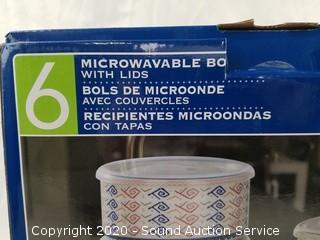 6
MICROWAVABLE BO
WITH LIDS
BOLS DE MICROONDE
AVEC COUVERCLES
RECIPIENTES MICROONDAS
CON TAPAS
Copyright 2020 - Sound Auction Service